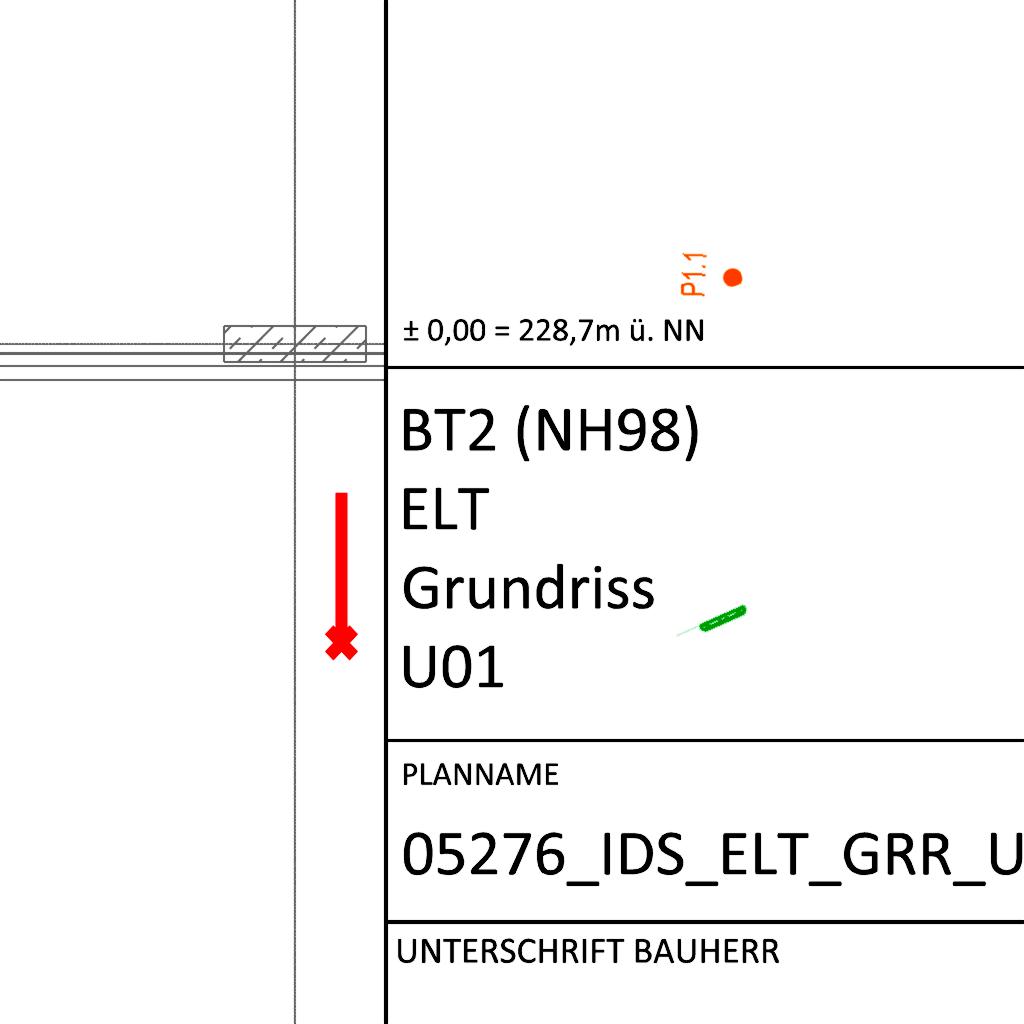 P1.1
± 0,00 = 228,7m ü. NN
BT2 (NH98)
ELT
Grundriss
U01
PLANNAME
05276_IDS_ELT_GRR_U
UNTERSCHRIFT BAUHERR